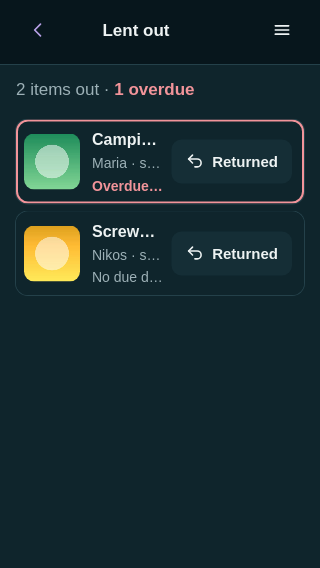 Lent out
2 items out · 1 overdue
Campi…
Maria · s…
Overdue…
Returned
Screw…
Nikos · s…
No due d…
Returned